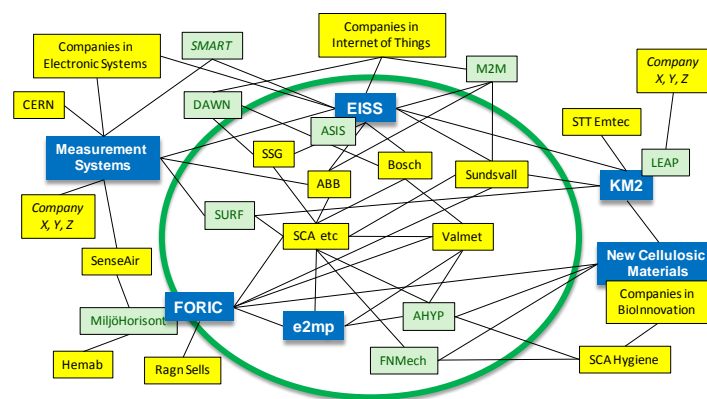 Companies in
Electronic Systems
SMART
Companies in
Internet of Things
M2M
Company
X, Y, Z
CERN
DAWN
EISS
STT Emtec
Measurement
Systems
ASIS
SSG
Bosch
LEAP
ABB
Sundsvall
KM2
Company
X, Y, Z
SURF
SCA etc
Valmet
SenseAir
New Cellulosic
Materials
Companies in
BioInnovation
MiljöHorisont
FORIC
e2mp
AHYP
Hemab
Ragn Sells
FNMech
SCA Hygiene